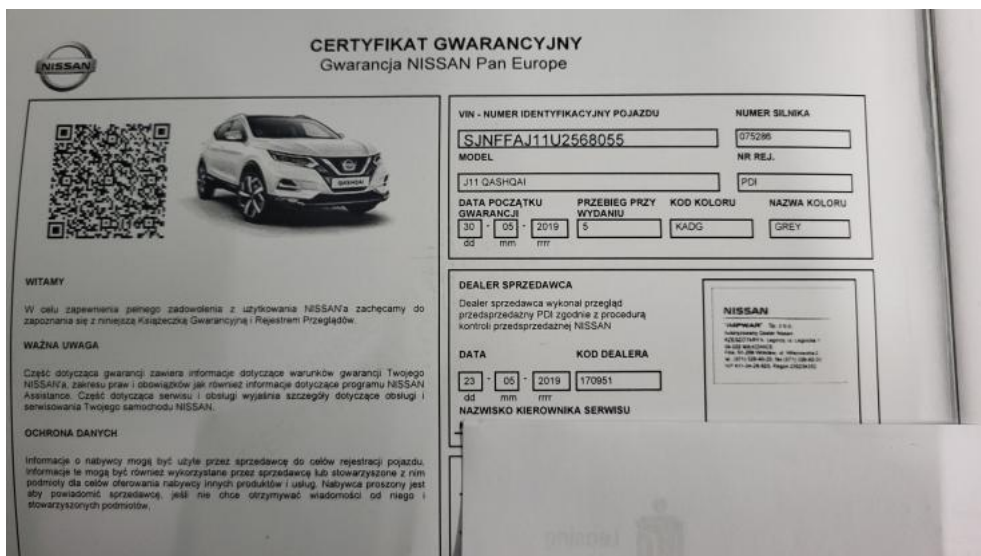 CERTYFIKAT GWARANCYJNY
Gwarancja NISSAN Pan Europe
NISSAN
QASHQAI
WITAMY
W celu zapewnienia pełnego zadowolenia z użytkowania NISSAN'a zachęcamy do
zapoznania się z niniejszą Książeczką Gwarancyjną i Rejestrem Przeglądów.
WAŻNA UWAGA
Część dotycząca gwarancji zawiera informacje dotyczące warunków gwarancji Twojego
NISSAN'a, zakresu praw i obowiązków jak również informacje dotyczące programu NISSAN
Assistance. Część dotycząca serwisu i obsługi wyjaśnia szczegóły dotyczące obsługi i
serwisowania Twojego samochodu NISSAN.
OCHRONA DANYCH
Informacje o nabywcy mogą być użyte przez sprzedawcę do celów rejestracji pojazdu.
Informacje te mogą być również wykorzystane przez sprzedawcę lub stowarzyszone z nim
podmioty dla celów oferowania nabywcy innych produktów i usług. Nabywca proszony jest
aby powiadomić sprzedawcę, jeśli nie chce otrzymywać wiadomości od niego i
stowarzyszonych podmiotów.
VIN - NUMER IDENTYFIKACYJNY POJAZDU NUMER SILNIKA
SJNFFAJ11U2568055 075286
MODEL NR REJ.
J11 QASHQAI PDI
DATA POCZĄTKU GWARANCJI PRZEBIEG PRZY WYDANIU KOD KOLORU NAZWA KOLORU
30 - 05 - 2019 5 KADG GREY
dd mm rrrr
DEALER SPRZEDAWCA
Dealer sprzedawca wykonał przegląd
przedsprzedażny PDI zgodnie z procedurą
kontroli przedsprzedażnej NISSAN
DATA KOD DEALERA
23 - 05 - 2019 170951
dd mm rrrr
NAZWISKO KIEROWNIKA SERWISU
NISSAN
"IMPWAR" Sp. z o.o.
Autoryzowany Dealer Nissan
Leasing